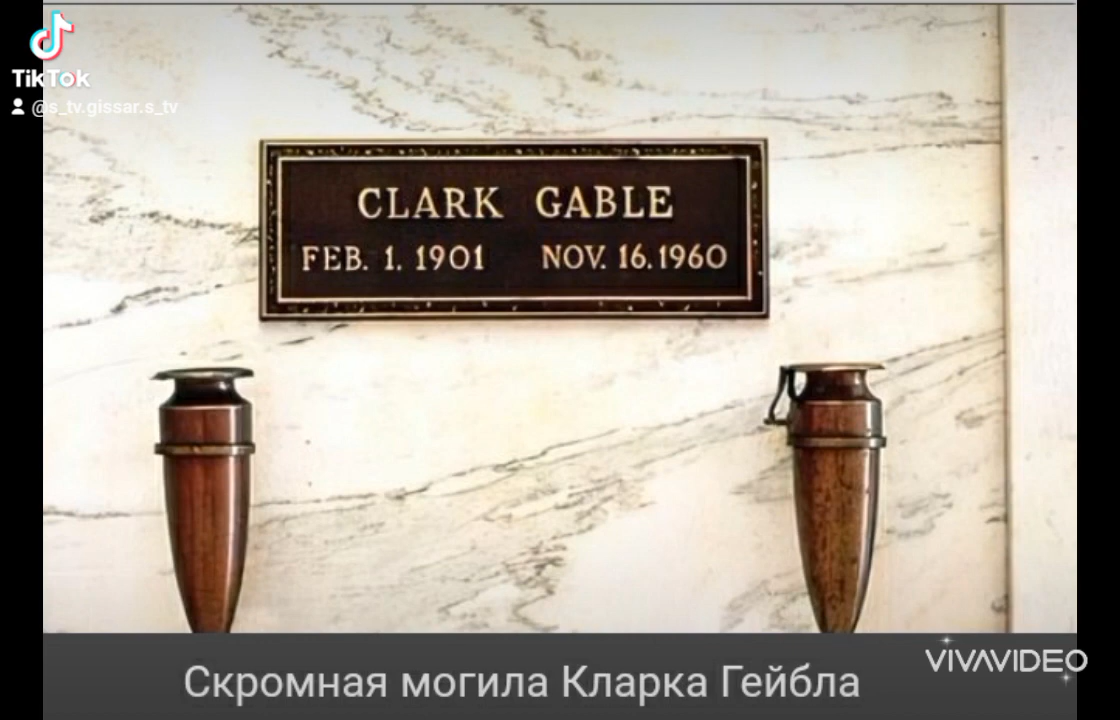 TikTok
@s_tv.gissar.s_tv
CLARK GABLE
FEB. 1. 1901 NOV. 16. 1960
Скромная могила Кларка Гейбла
VIVAVIDEO